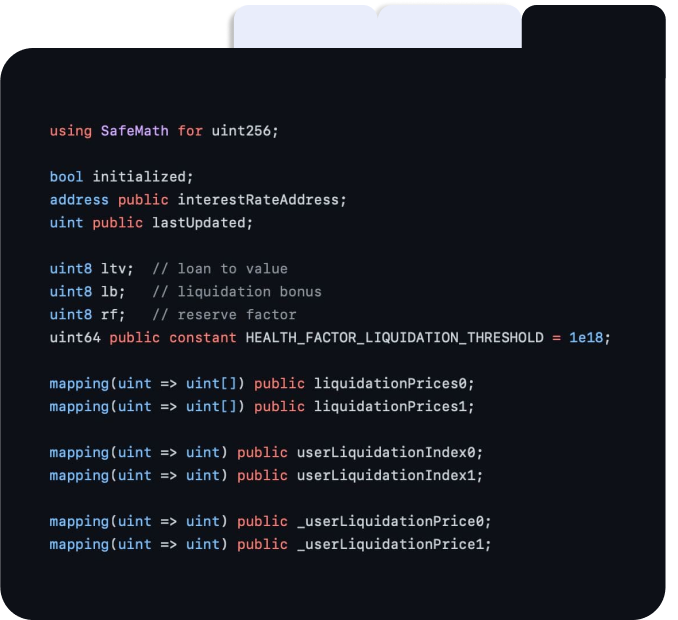 using SafeMath for uint256;
bool initialized;
address public interestRateAddress;
uint public lastUpdated;
uint8 ltv;  // loan to value
uint8 lb;   // liquidation bonus
uint8 rf;   // reserve factor
uint64 public constant HEALTH_FACTOR_LIQUIDATION_THRESHOLD = 1e18;
mapping(uint => uint[]) public liquidationPrices0;
mapping(uint => uint[]) public liquidationPrices1;
mapping(uint => uint) public userLiquidationIndex0;
mapping(uint => uint) public userLiquidationIndex1;
mapping(uint => uint) public _userLiquidationPrice0;
mapping(uint => uint) public _userLiquidationPrice1;